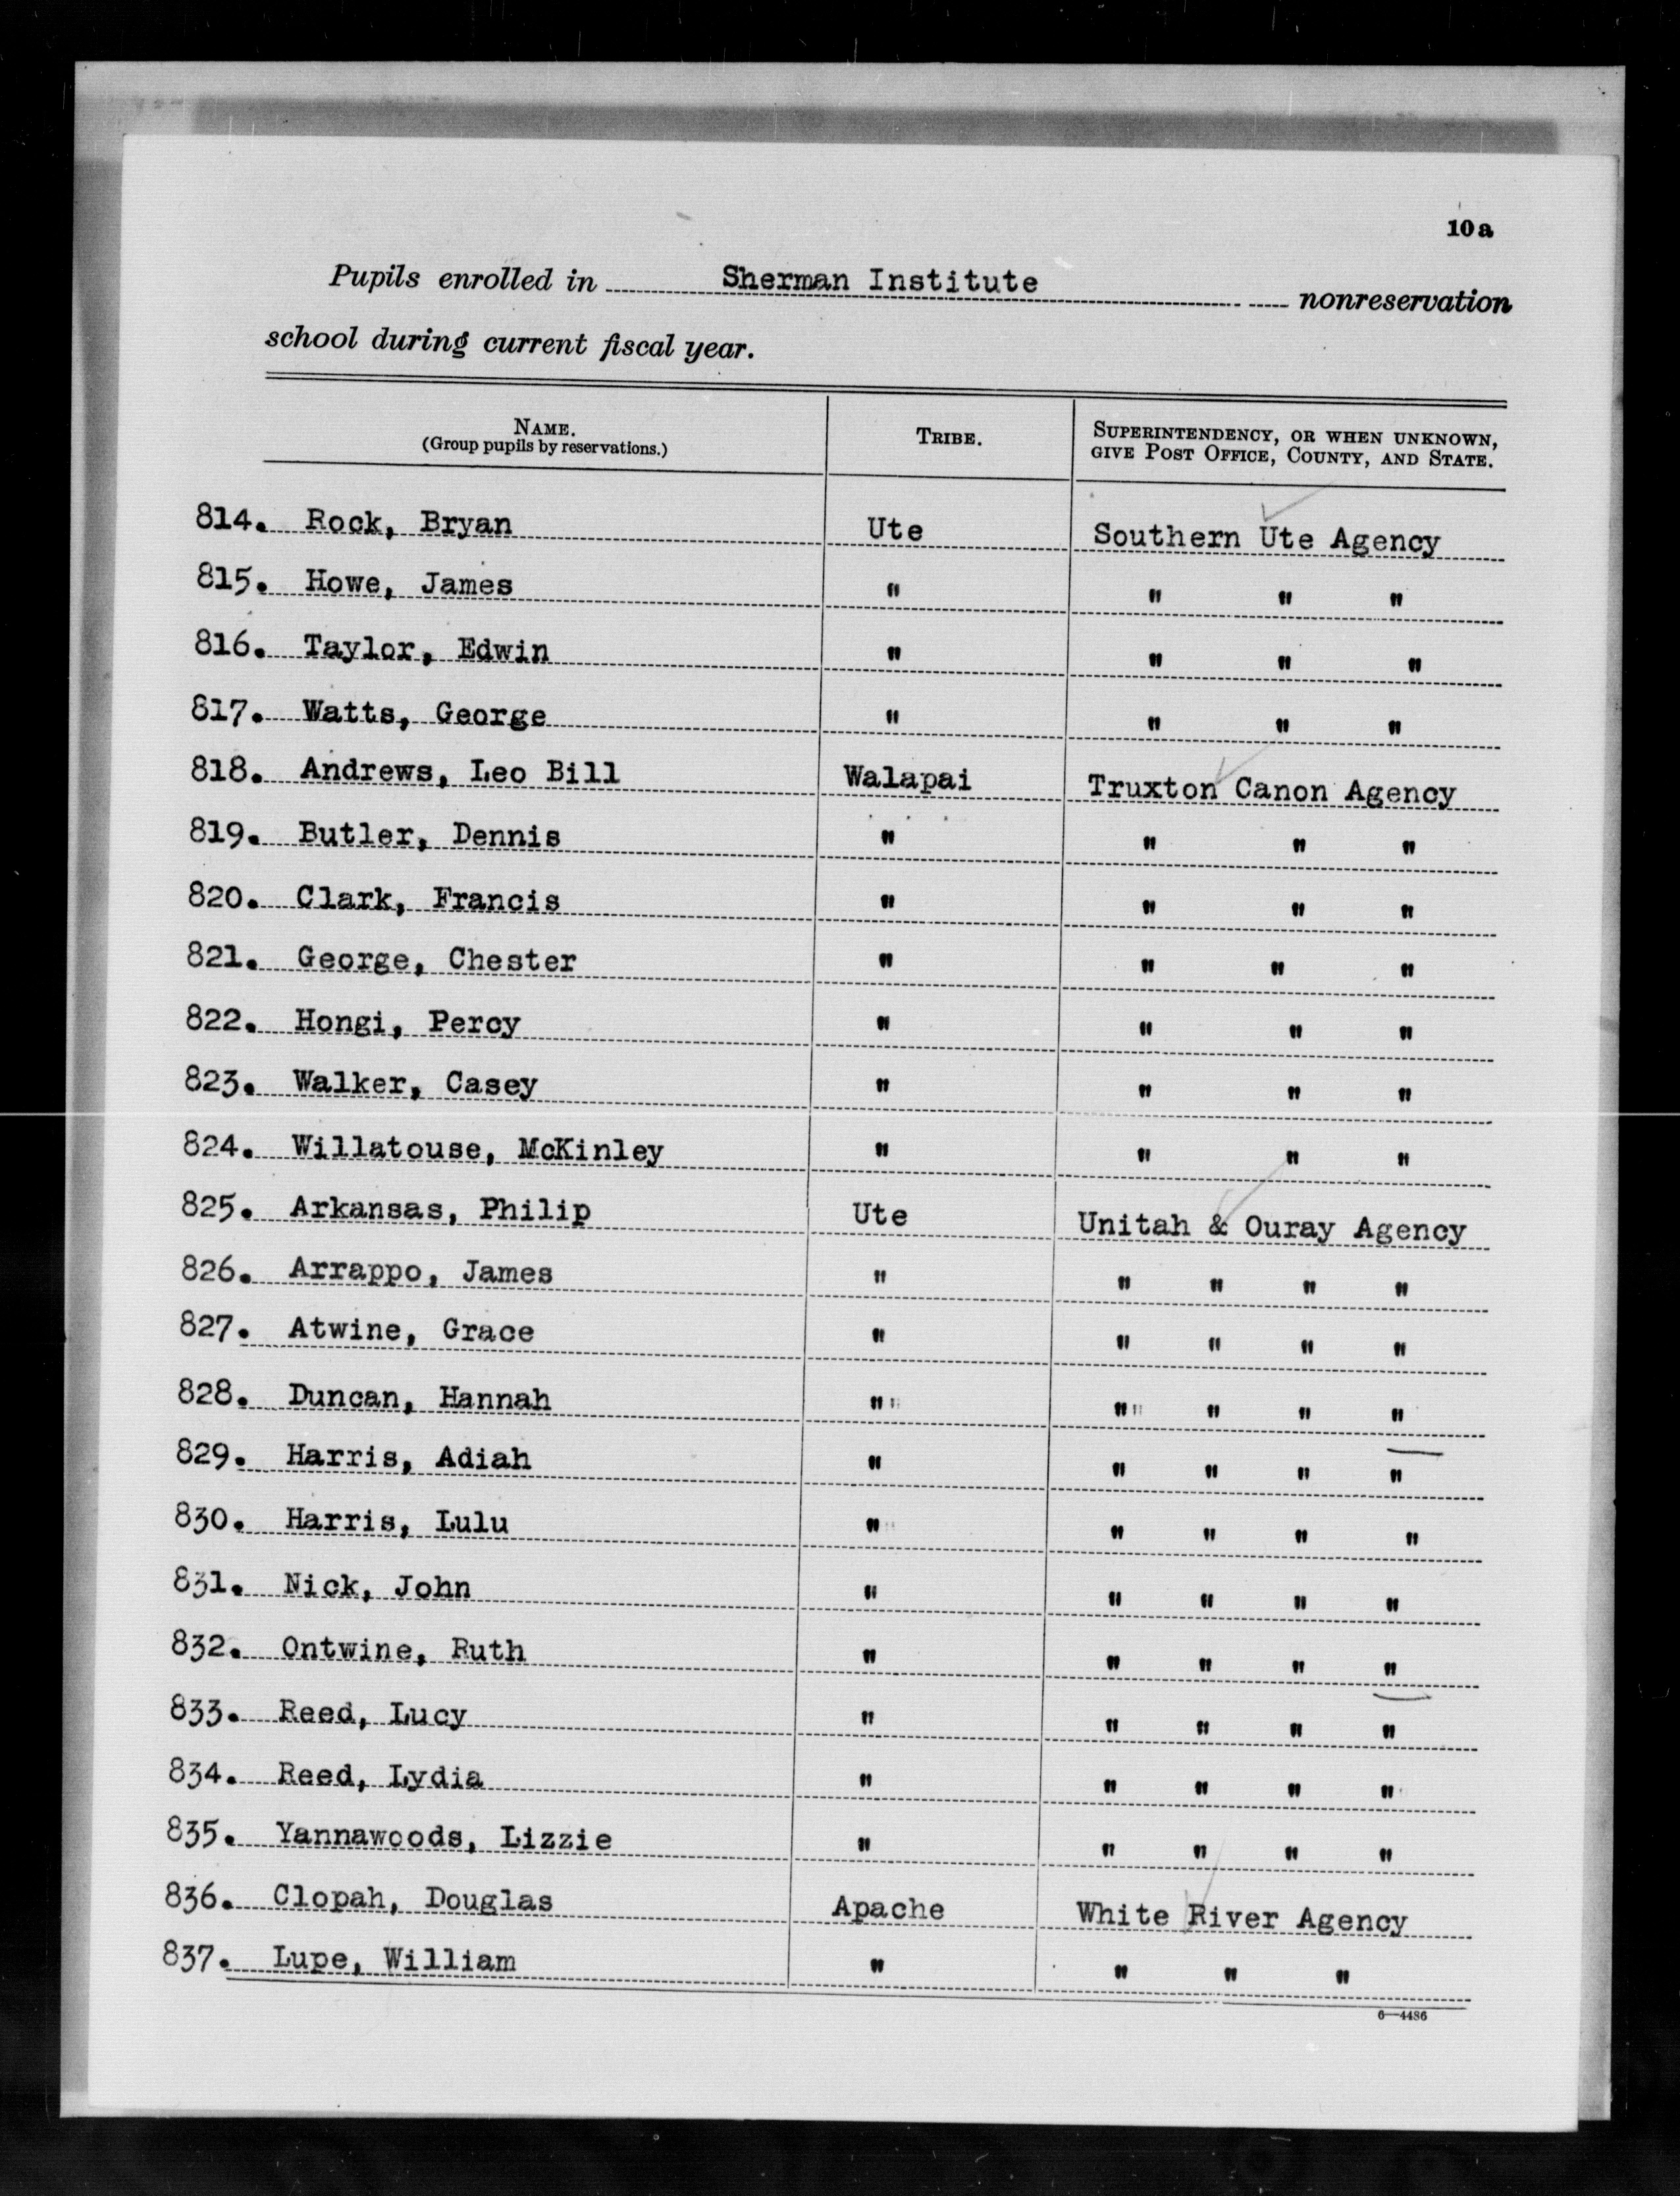 10a
Pupils enrolled in Sherman Institute nonreservation
school during current fiscal year.
NAME. TRIBE. SUPERINTENDENCY, OR WHEN UNKNOWN,
(Group pupils by reservations.) GIVE POST OFFICE, COUNTY, AND STATE.
814. Rock, Bryan Ute Southern Ute Agency
815. Howe, James " " " "
816. Taylor, Edwin " " " "
817. Watts, George " " " "
818. Andrews, Leo Bill Walapai Truxton Canon Agency
819. Butler, Dennis " " " "
820. Clark, Francis " " " "
821. George, Chester " " " "
822. Hongi, Percy " " " "
823. Walker, Casey " " " "
824. Willatouse, McKinley " " " "
825. Arkansas, Philip Ute Unitah & Ouray Agency
826. Arrappo, James " " " " "
827. Atwine, Grace " " " " "
828. Duncan, Hannah " " " " "
829. Harris, Adiah " " " " "
830. Harris, Lulu " " " " "
831. Nick, John " " " " "
832. Ontwine, Ruth " " " " "
833. Reed, Lucy " " " " "
834. Reed, Lydia " " " " "
835. Yannawoods, Lizzie " " " " "
836. Clopah, Douglas Apache White River Agency
837. Lupe, William " " " "
6—4486